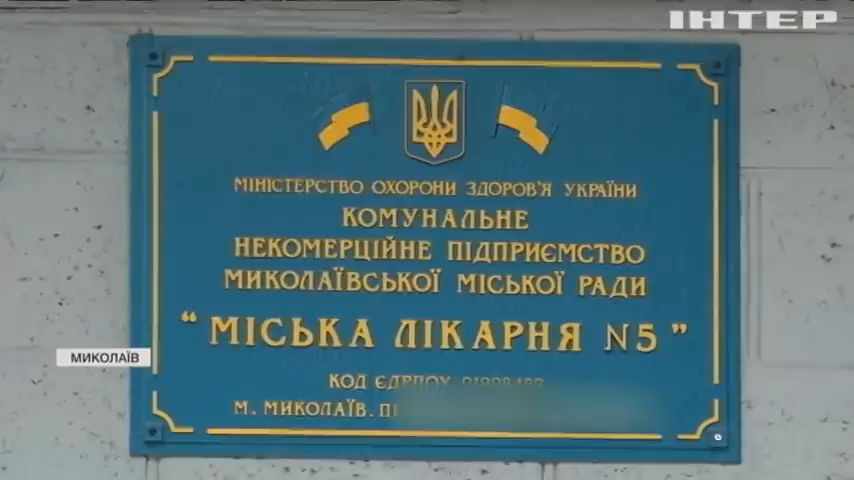 ІНТЕР
МІНІСТЕРСТВО ОХОРОНИ ЗДОРОВ'Я УКРАЇНИ
КОМУНАЛЬНЕ
НЕКОМЕРЦІЙНЕ ПІДПРИЄМСТВО
МИКОЛАЇВСЬКОЇ МІСЬКОЇ РАДИ
“ МІСЬКА ЛІКАРНЯ N5 ”
МИКОЛАЇВ
КОД ЄДРПОУ
М. МИКОЛАЇВ.